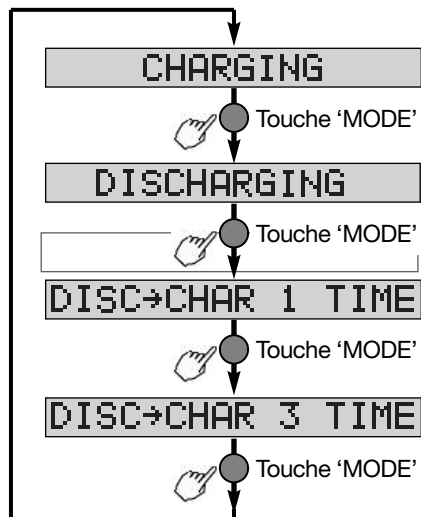 CHARGING
Touche ‘MODE’
DISCHARGING
Touche ‘MODE’
DISC→CHAR 1 TIME
Touche ‘MODE’
DISC→CHAR 3 TIME
Touche ‘MODE’